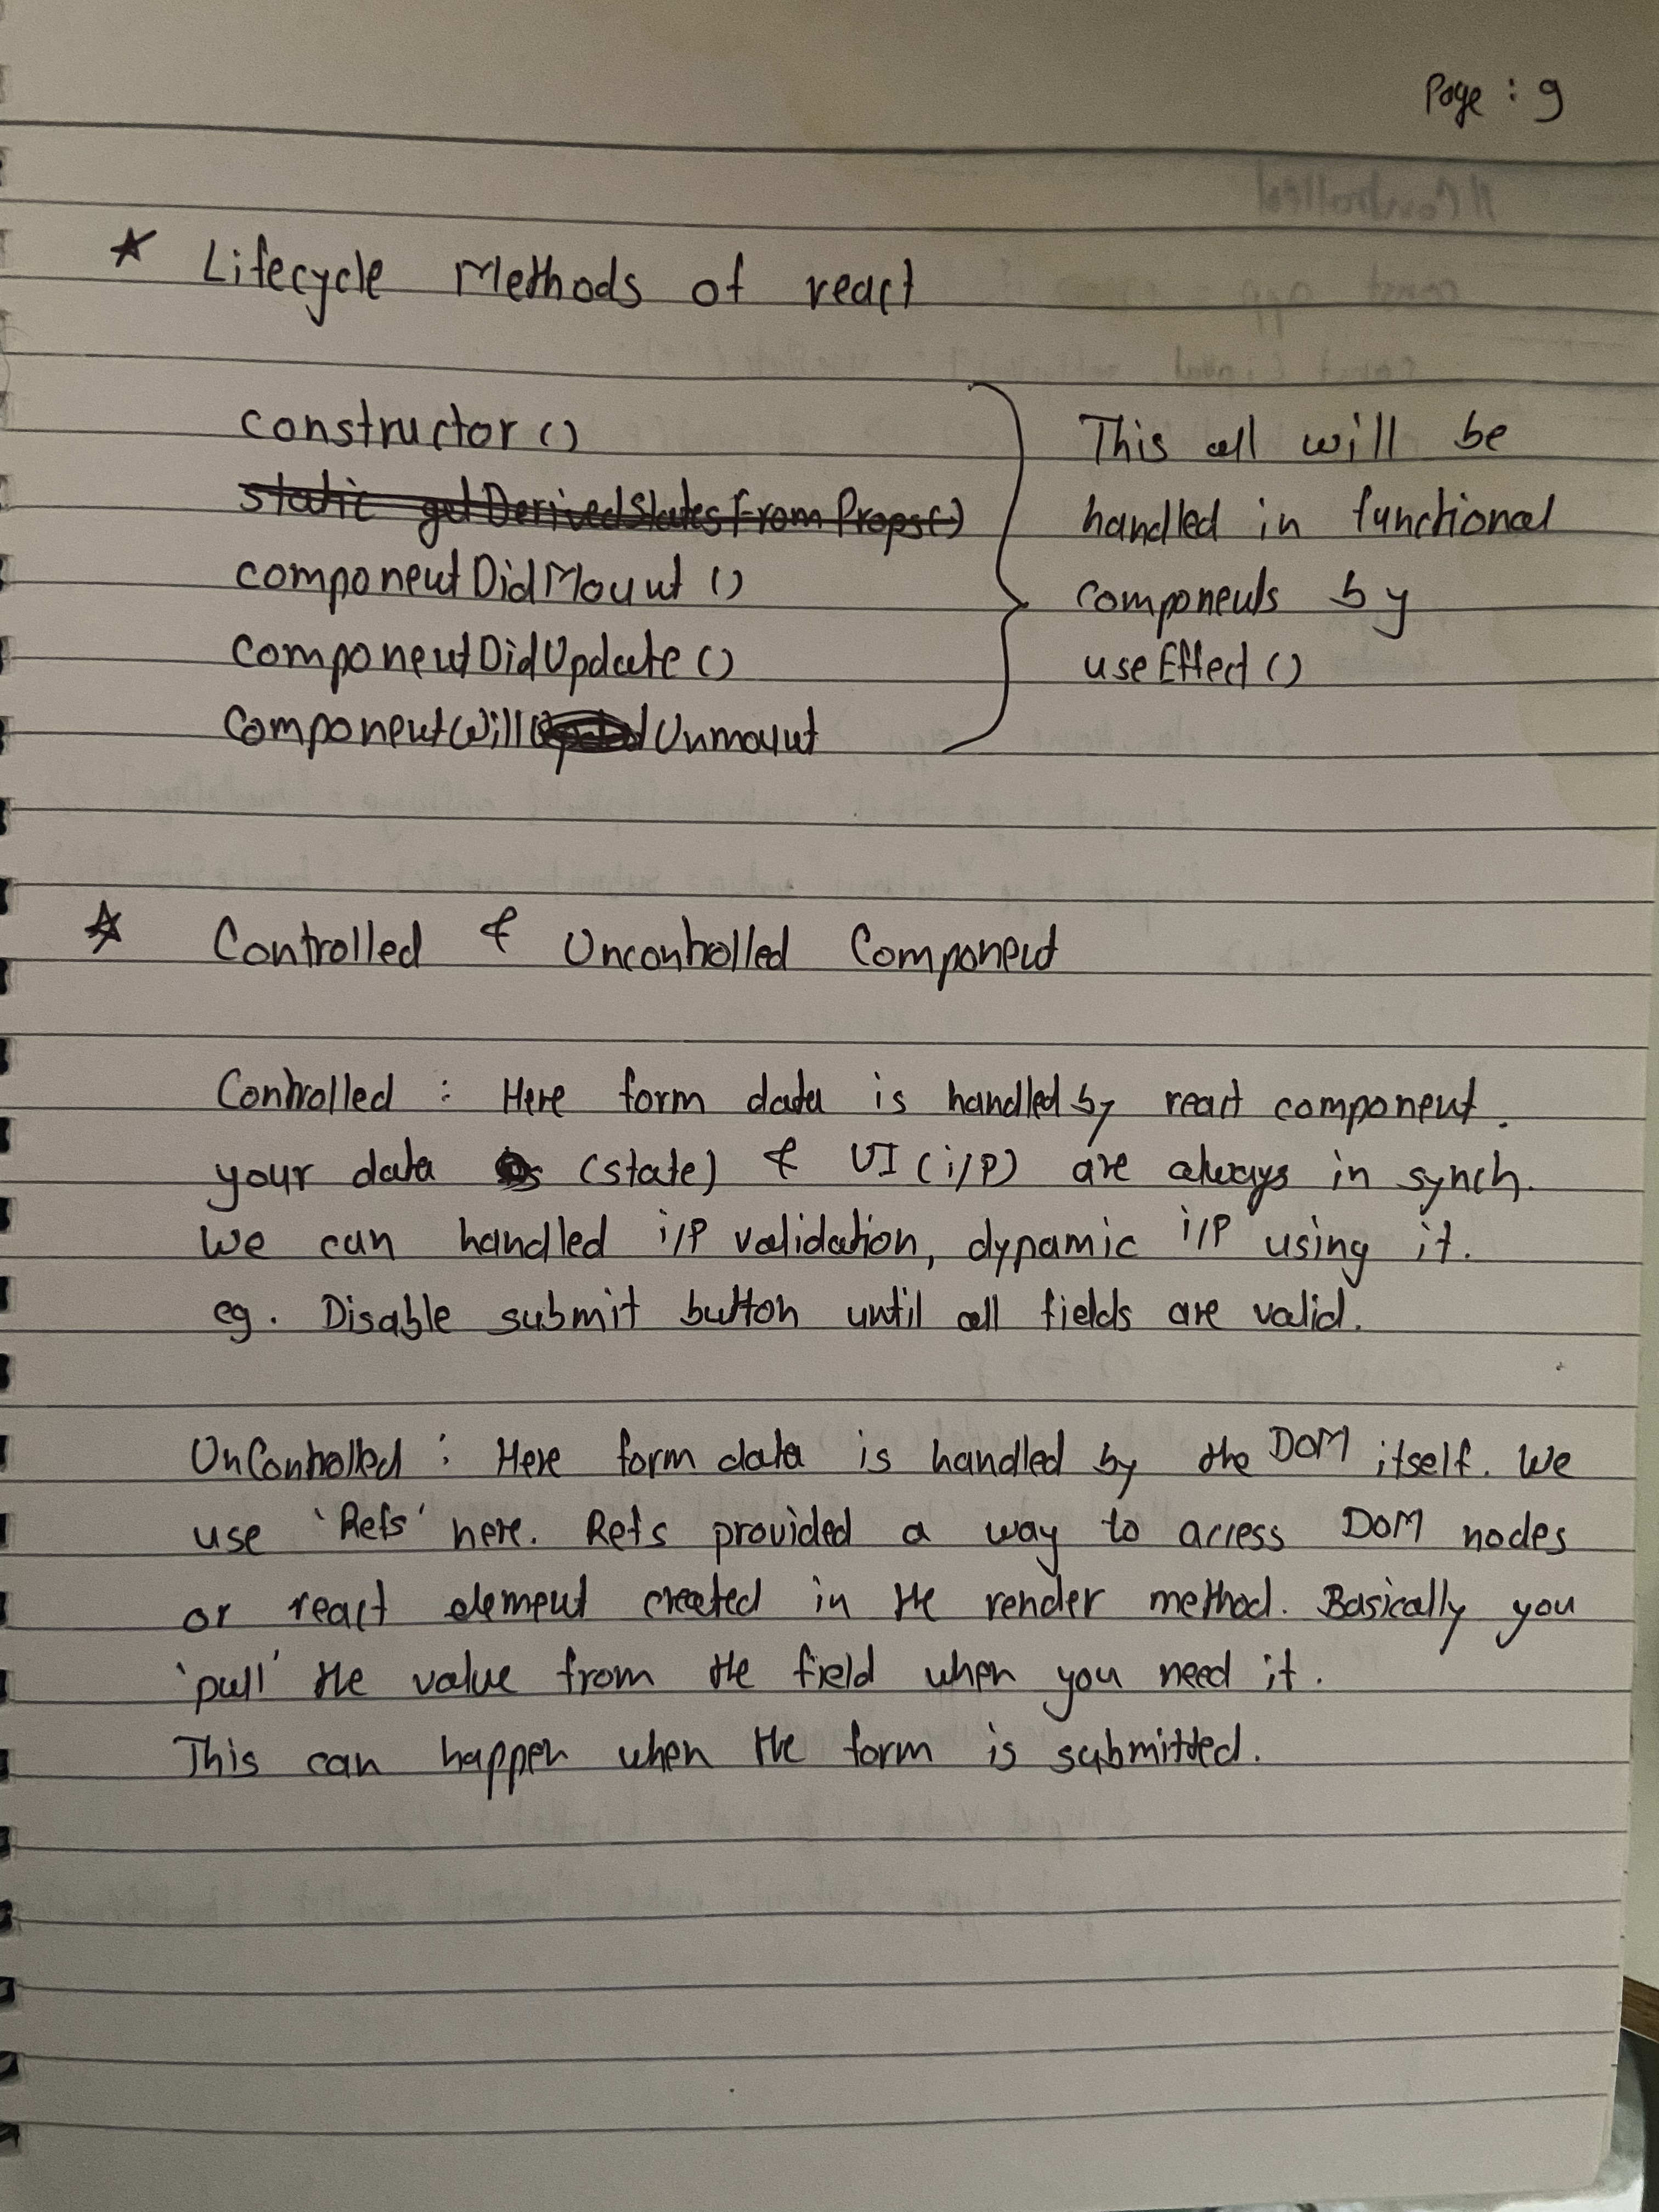 Page : 9
★ Lifecycle Methods of react
constructor ()
static getDerivedStatesFromProps()
componentDidMount ()
componentDidUpdate ()
componentWill Unmount
This all will be
handled in functional
components by
useEffect ()
☆ Controlled & Uncontrolled Component
Controlled : Here form data is handled by react component.
your data (state) & UI (i/p) are always in synch.
We can handled i/p validation, dynamic i/p using it.
eg. Disable submit button until all fields are valid.
UnControlled : Here form data is handled by the DOM itself. We
use 'Refs' here. Refs provided a way to access DOM nodes
or react element created in the render method. Basically you
'pull' the value from the field when you need it.
This can happen when the form is submitted.